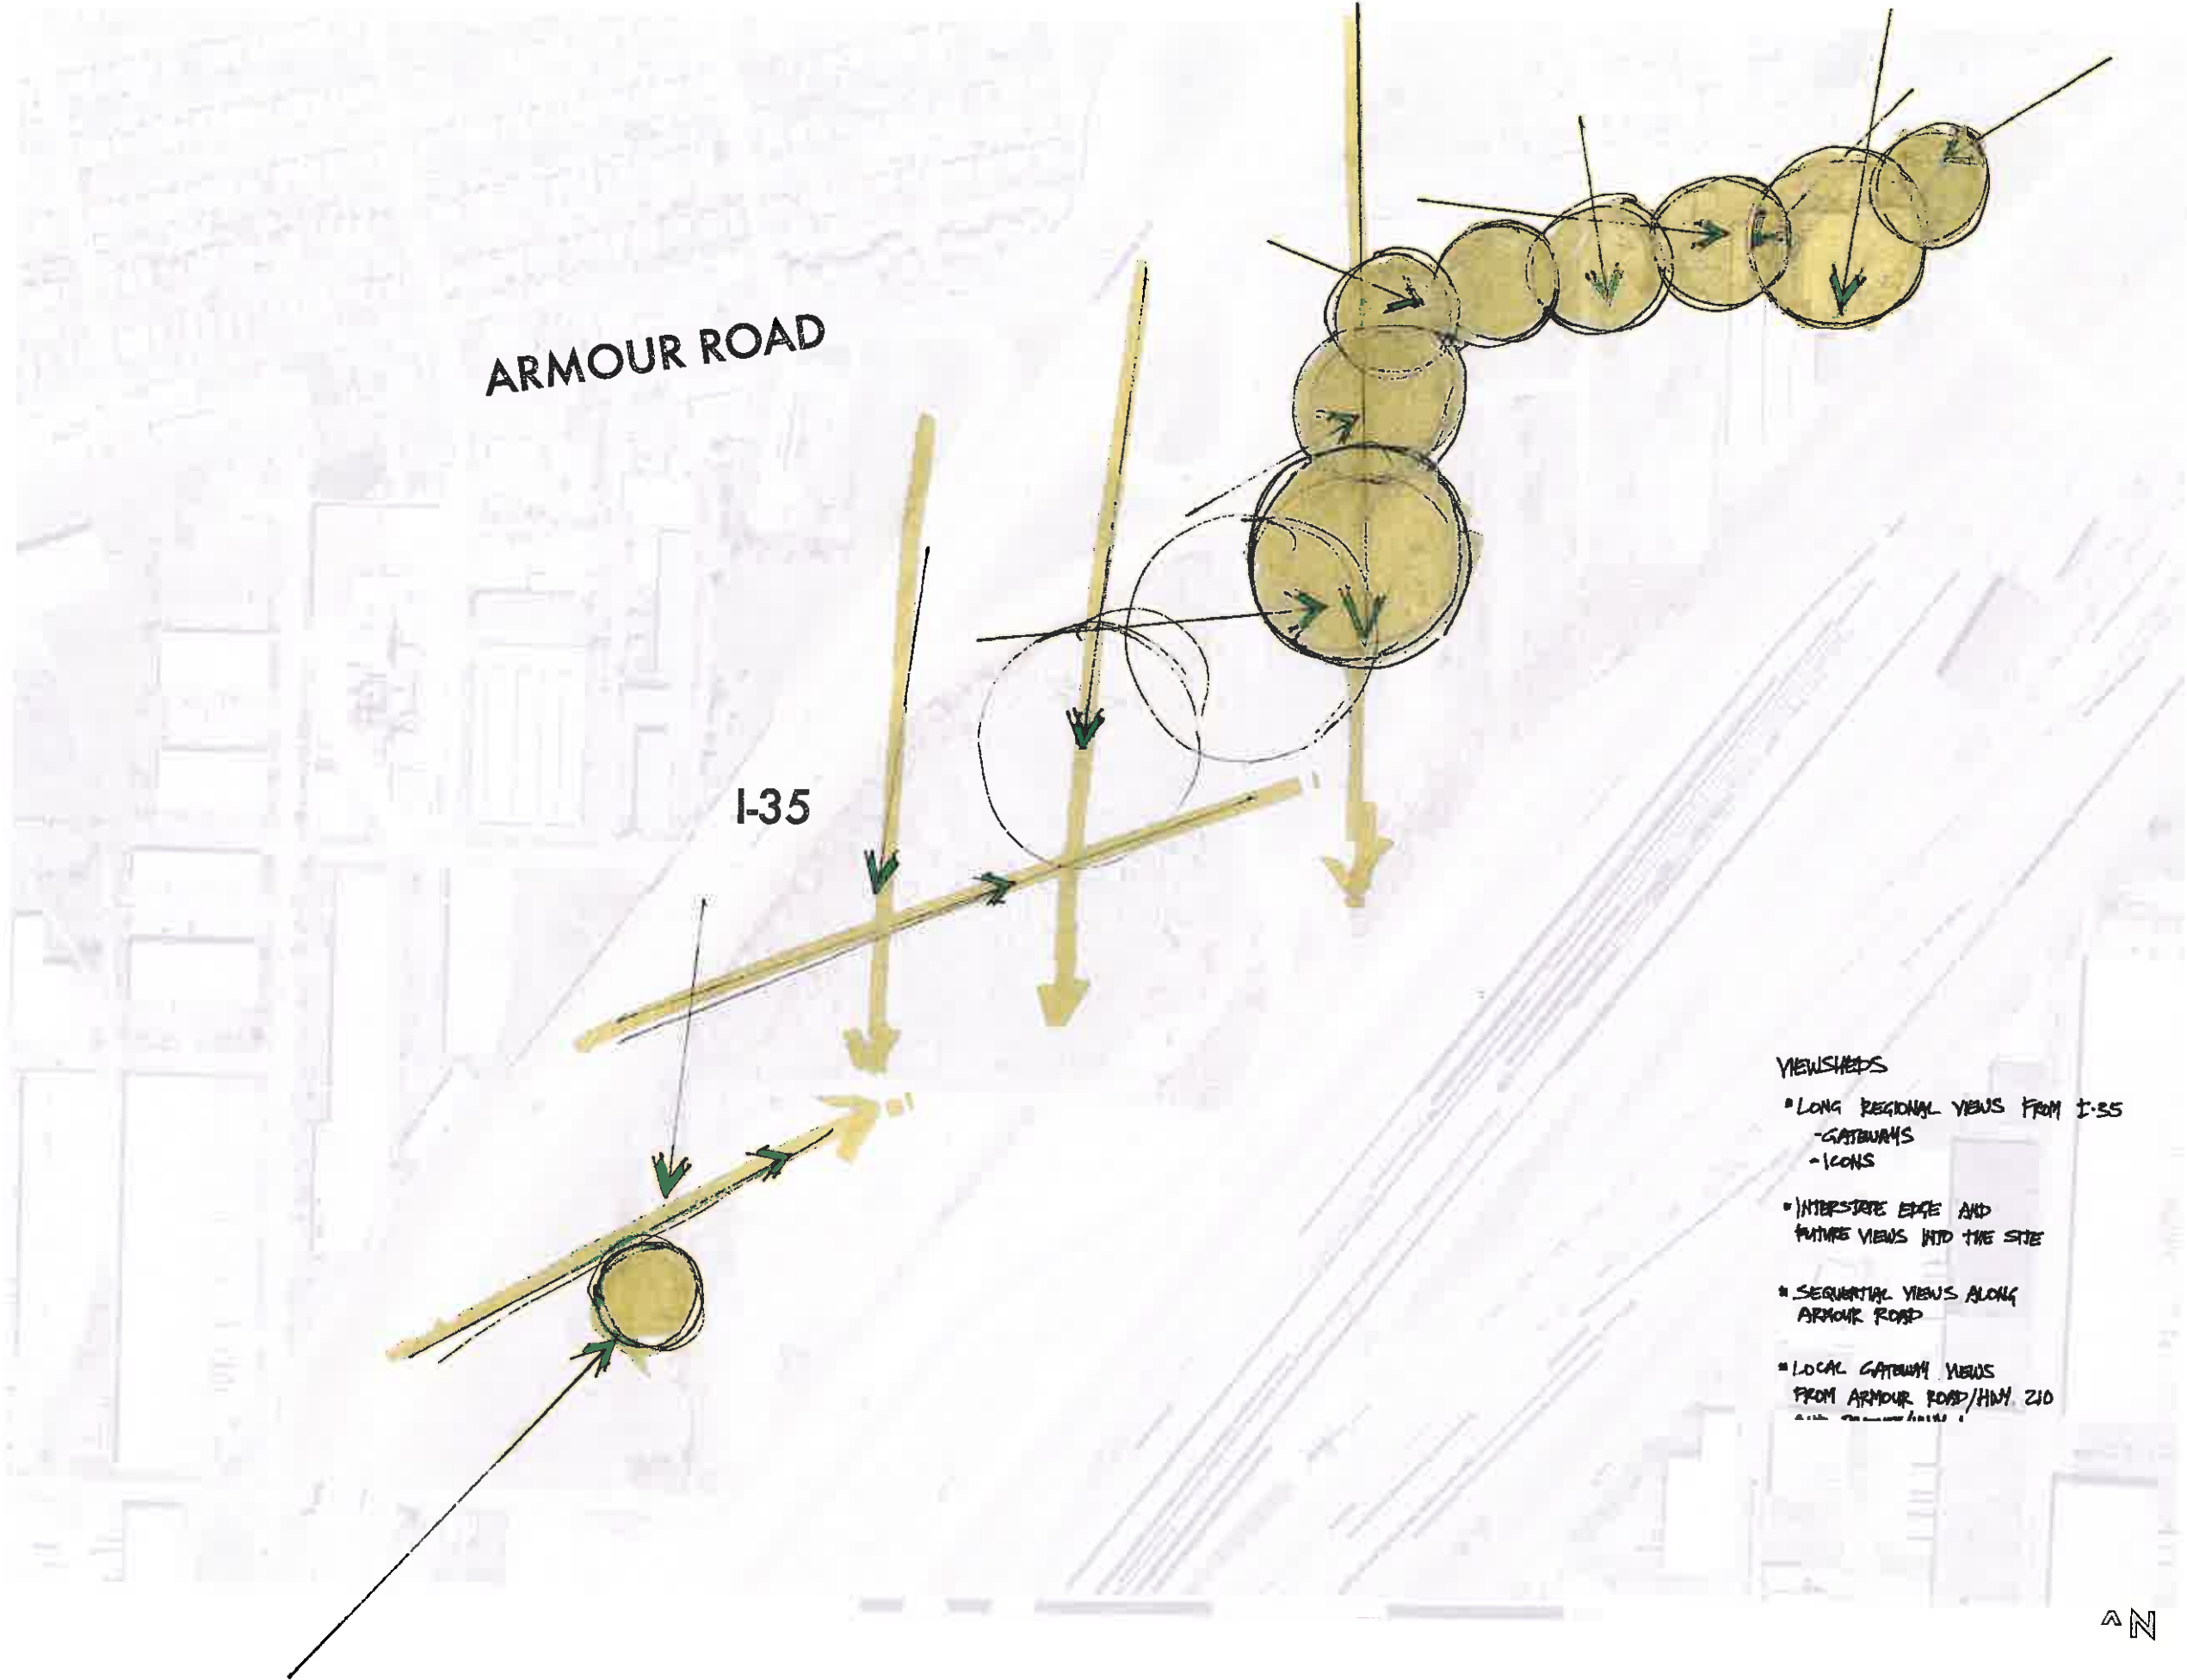 ARMOUR ROAD
I-35
VIEWSHEDS
* LONG REGIONAL VIEWS FROM I-35
- GATEWAYS
- ICONS
* INTERSTATE EDGE AND
FUTURE VIEWS INTO THE SITE
* SEQUENTIAL VIEWS ALONG
ARMOUR ROAD
* LOCAL GATEWAY VIEWS
FROM ARMOUR ROAD/HWY. 210
^ N